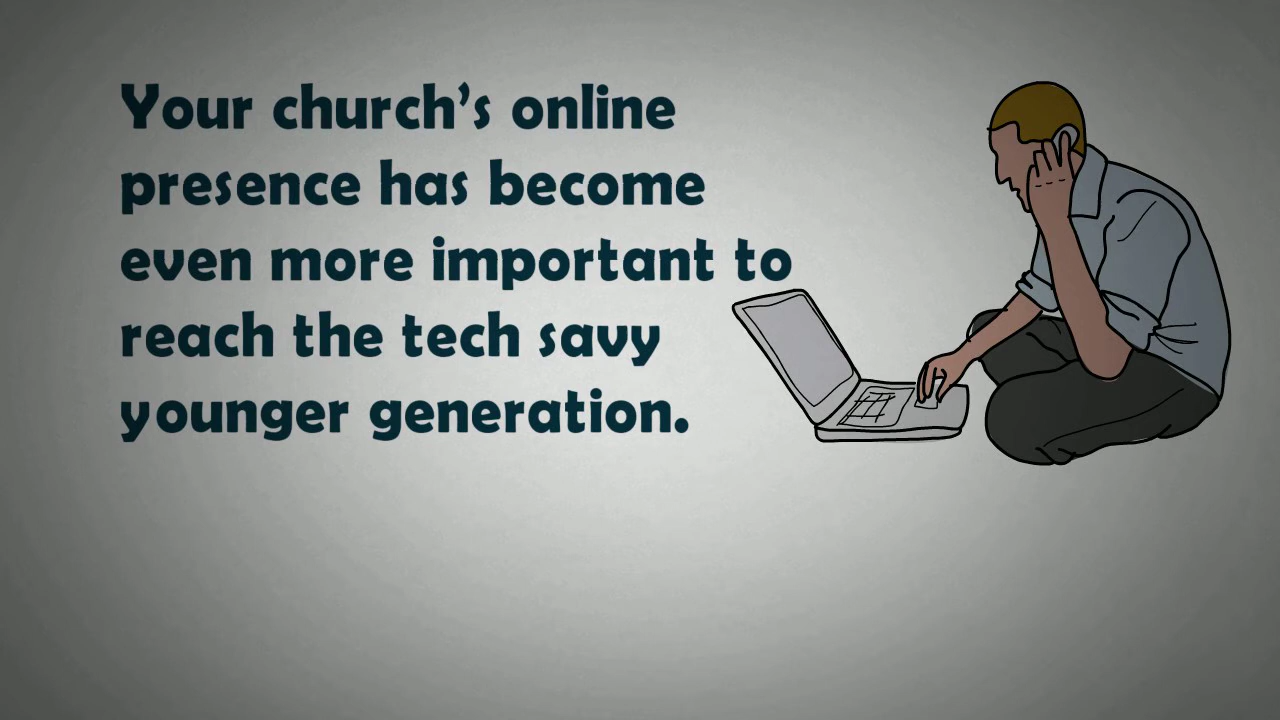 Your church’s online
presence has become
even more important to
reach the tech savy
younger generation.